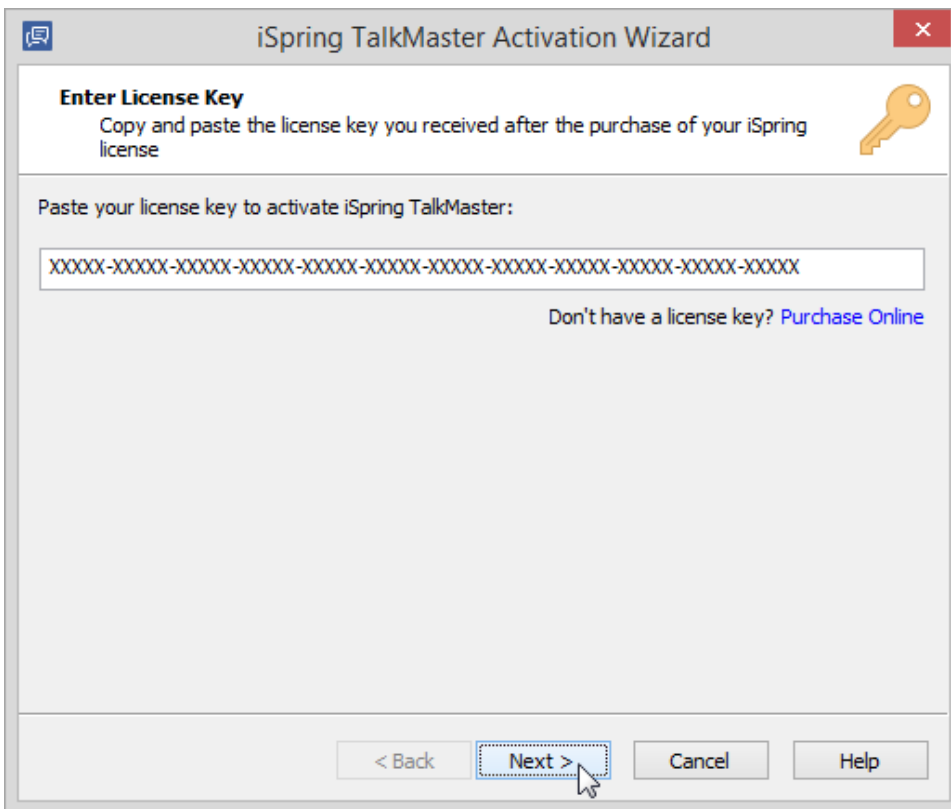 iSpring TalkMaster Activation Wizard
Enter License Key
Copy and paste the license key you received after the purchase of your iSpring
license
Paste your license key to activate iSpring TalkMaster:
XXXXX-XXXXX-XXXXX-XXXXX-XXXXX-XXXXX-XXXXX-XXXXX-XXXXX-XXXXX-XXXXX-XXXXX
Don't have a license key? Purchase Online
< Back Next > Cancel Help